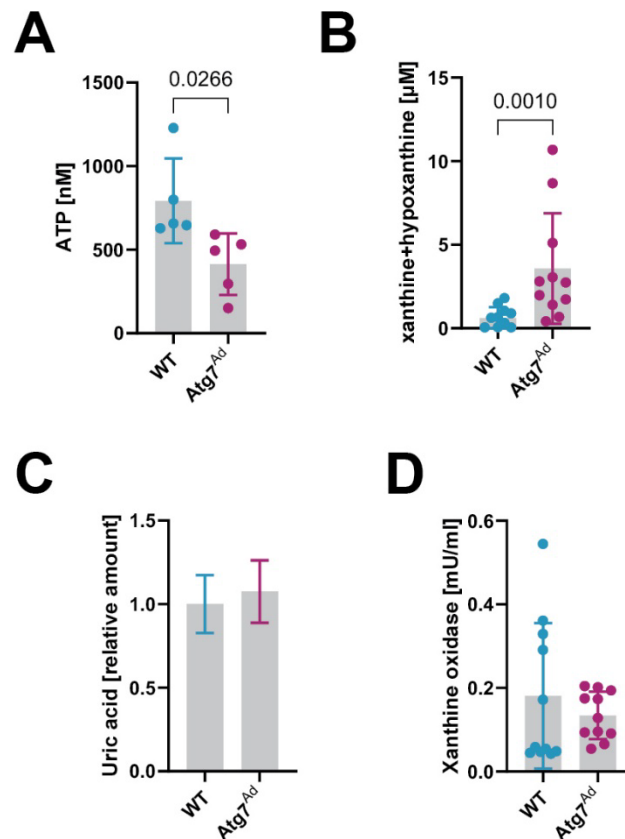 A
ATP [nM]
1500
1000
500
0
0.0266
WT
Atg7^Ad
B
xanthine+hypoxanthine [µM]
15
10
5
0
0.0010
WT
Atg7^Ad
C
Uric acid [relative amount]
1.5
1.0
0.5
0.0
WT
Atg7^Ad
D
Xanthine oxidase [mU/ml]
0.6
0.4
0.2
0.0
WT
Atg7^Ad